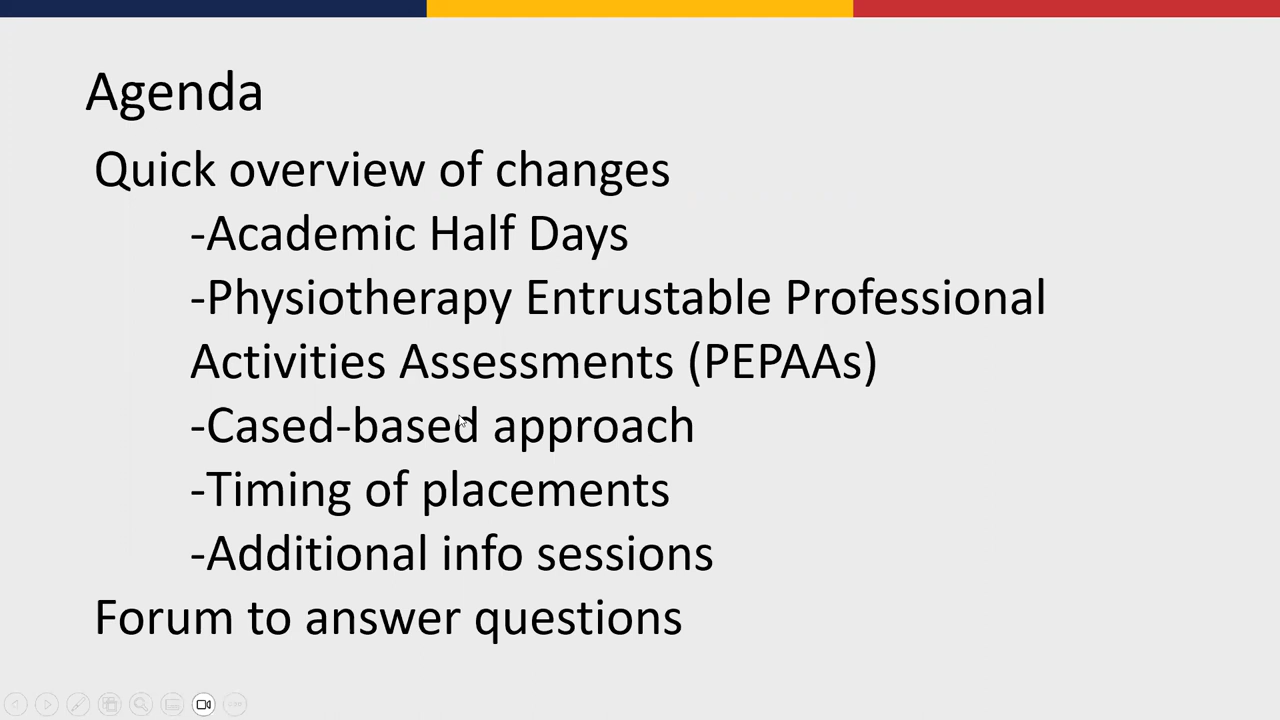 Agenda
Quick overview of changes
-Academic Half Days
-Physiotherapy Entrustable Professional
Activities Assessments (PEPAAs)
-Cased-based approach
-Timing of placements
-Additional info sessions
Forum to answer questions